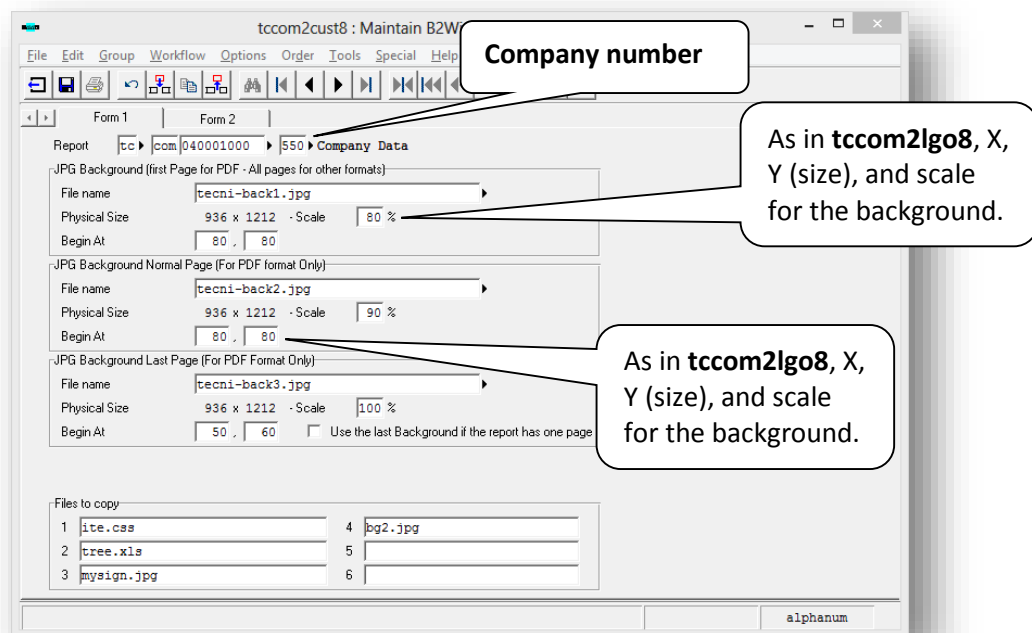 tccom2cust8 : Maintain B2Wi
File Edit Group Workflow Options Order Tools Special Help
Company number
Form 1 Form 2
Report tc com 040001000 550 Company Data
As in tccom2lgo8, X,
Y (size), and scale
for the background.
JPG Background (first Page for PDF - All pages for other formats)
File name tecni-back1.jpg
Physical Size 936 x 1212 - Scale 80 %
Begin At 80 , 80
JPG Background Normal Page (For PDF format Only)
File name tecni-back2.jpg
Physical Size 936 x 1212 - Scale 90 %
Begin At 80 , 80
As in tccom2lgo8, X,
Y (size), and scale
for the background.
JPG Background Last Page (For PDF Format Only)
File name tecni-back3.jpg
Physical Size 936 x 1212 - Scale 100 %
Begin At 50 , 60 Use the last Background if the report has one page
Files to copy
1 ite.css 4 bg2.jpg
2 tree.xls 5
3 mysign.jpg 6
alphanum